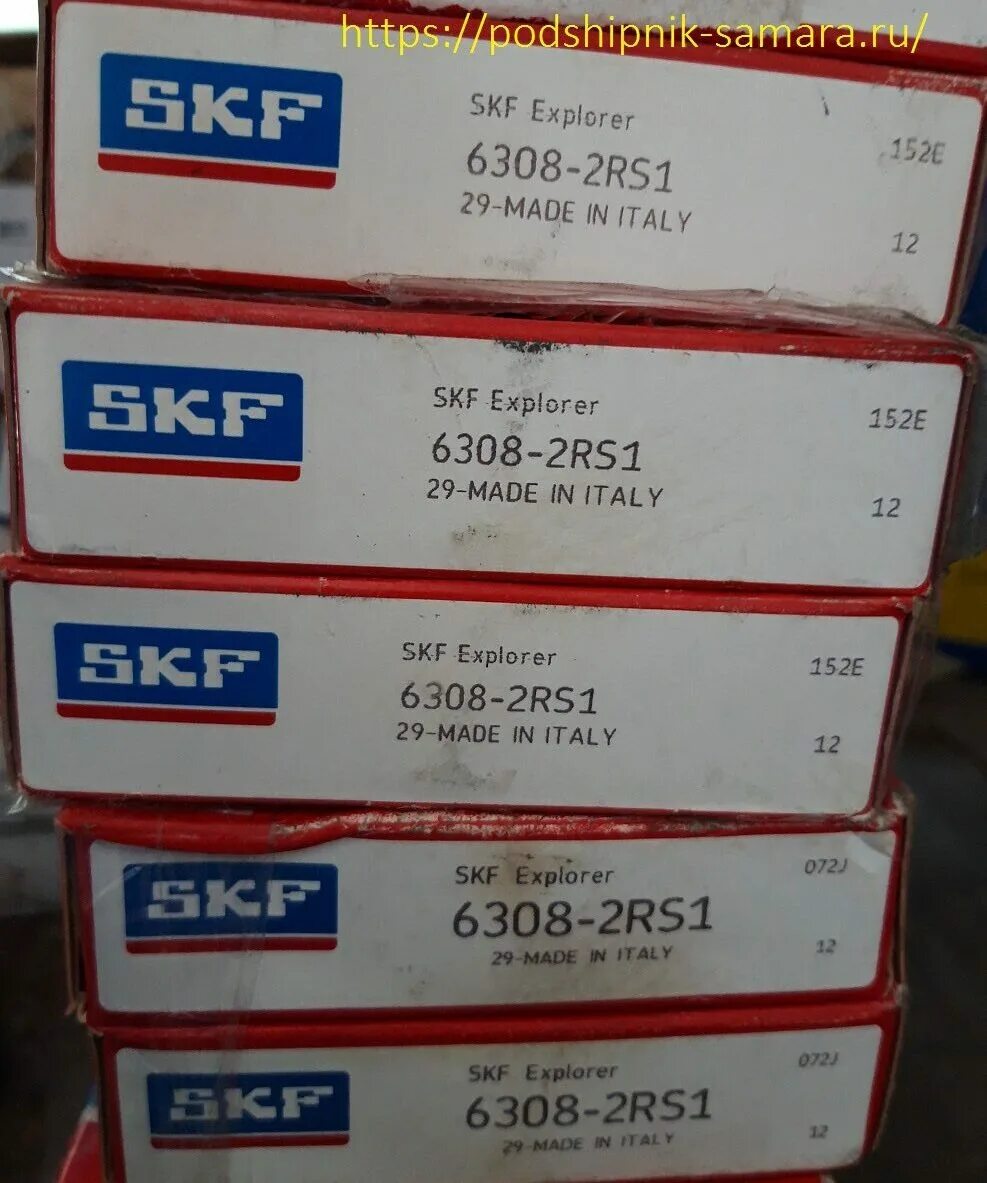 https://podshipnik-samara.ru/
SKF
SKF Explorer
6308-2RS1
29-MADE IN ITALY
152E
12
SKF
SKF Explorer
6308-2RS1
29-MADE IN ITALY
152E
12
SKF
SKF Explorer
6308-2RS1
29-MADE IN ITALY
152E
12
SKF
SKF Explorer
6308-2RS1
29-MADE IN ITALY
072J
12
SKF
SKF Explorer
6308-2RS1
29-MADE IN ITALY
072J
12